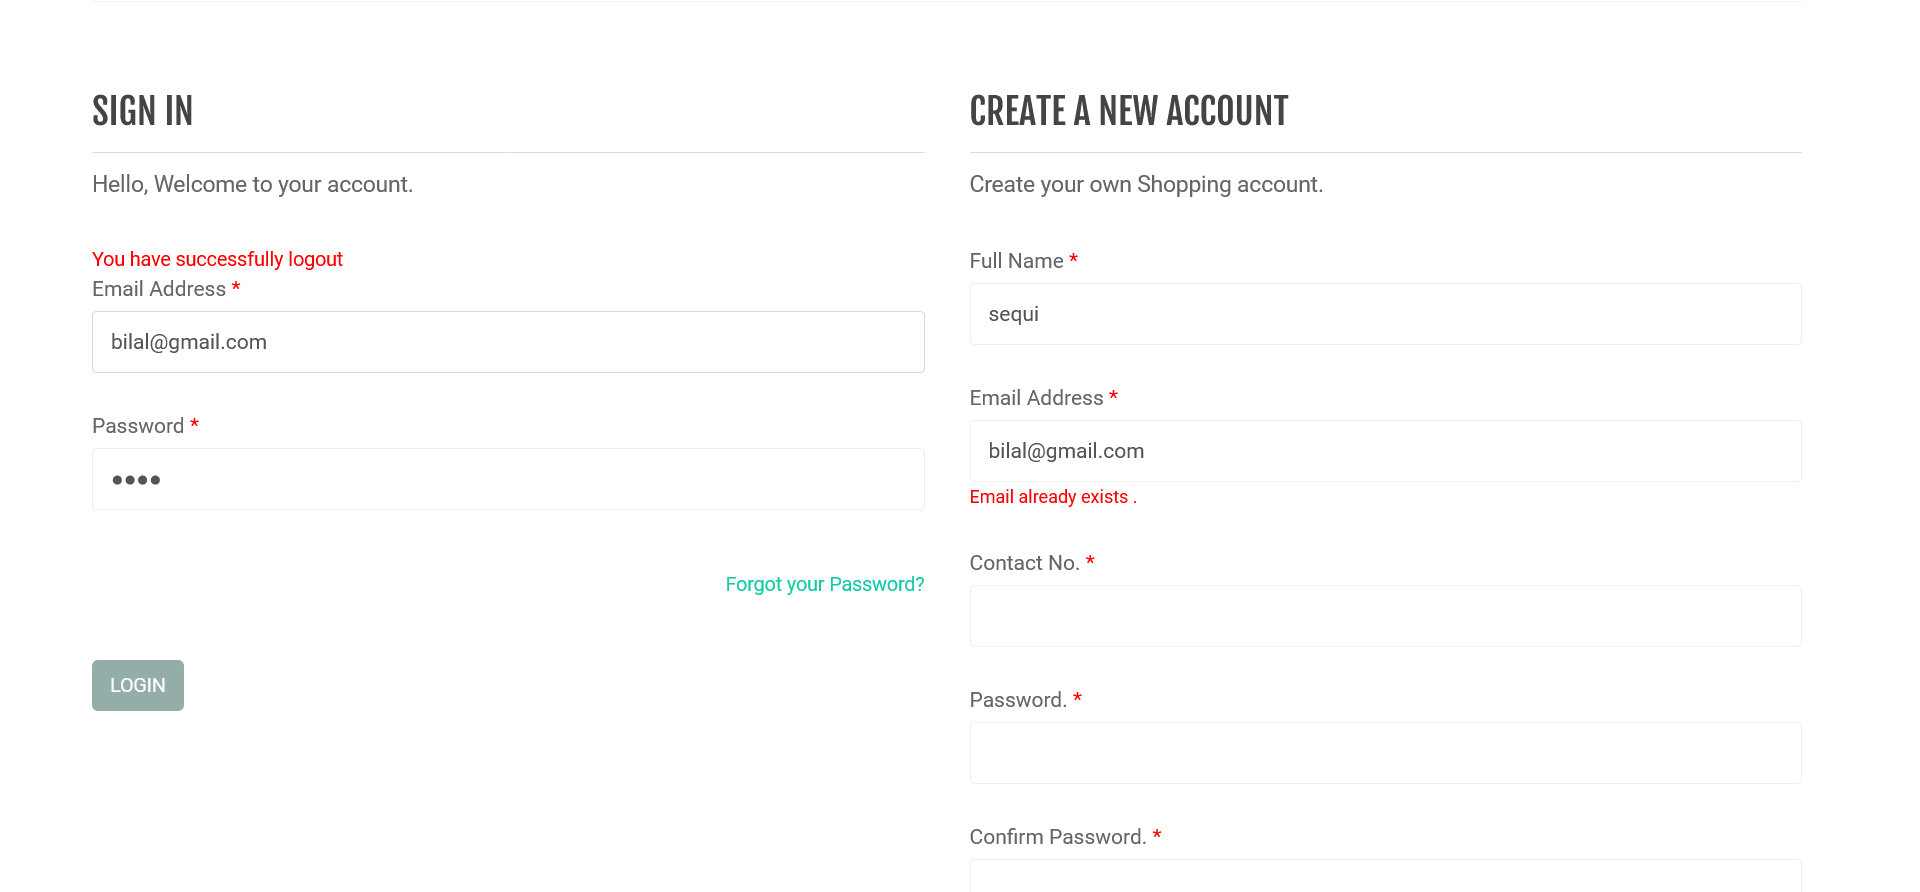 SIGN IN
Hello, Welcome to your account.
You have successfully logout
Email Address *
bilal@gmail.com
Password *
••••
Forgot your Password?
LOGIN
CREATE A NEW ACCOUNT
Create your own Shopping account.
Full Name *
sequi
Email Address *
bilal@gmail.com
Email already exists .
Contact No. *
Password. *
Confirm Password. *